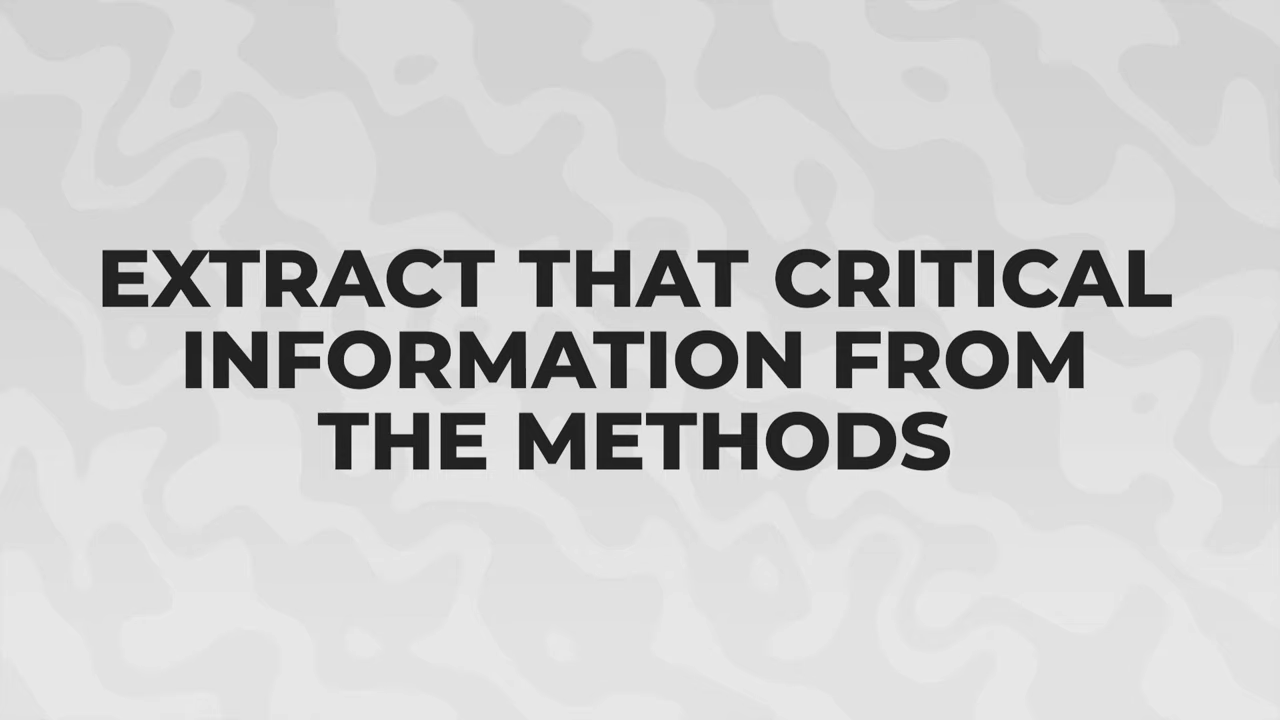 EXTRACT THAT CRITICAL
INFORMATION FROM
THE METHODS